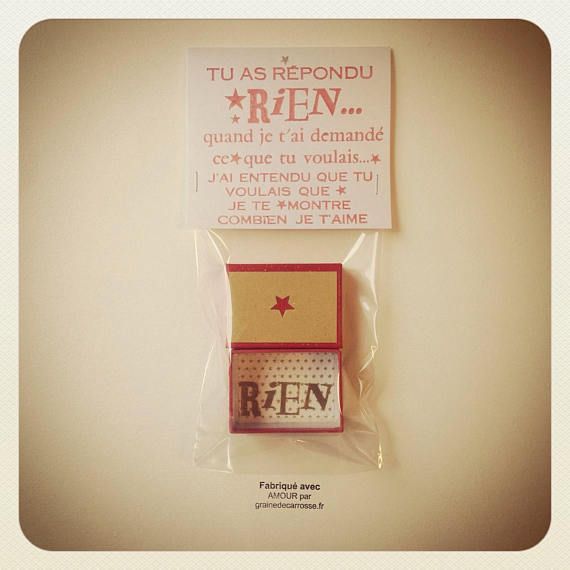 TU AS RÉPONDU
RiEN...
quand je t'ai demandé
ce que tu voulais...
J'AI ENTENDU QUE TU
VOULAIS QUE
JE TE MONTRE
COMBiEN JE T'AIME
RiEN
Fabriqué avec
AMOUR par
grainedecarrosse.fr